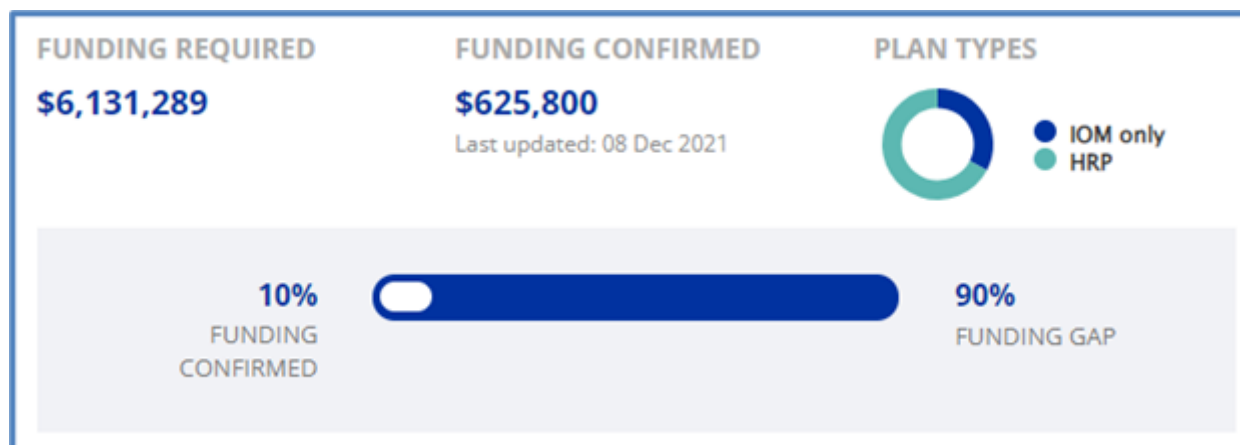 FUNDING REQUIRED
$6,131,289
FUNDING CONFIRMED
$625,800
Last updated: 08 Dec 2021
PLAN TYPES
IOM only
HRP
10%
FUNDING
CONFIRMED
90%
FUNDING GAP